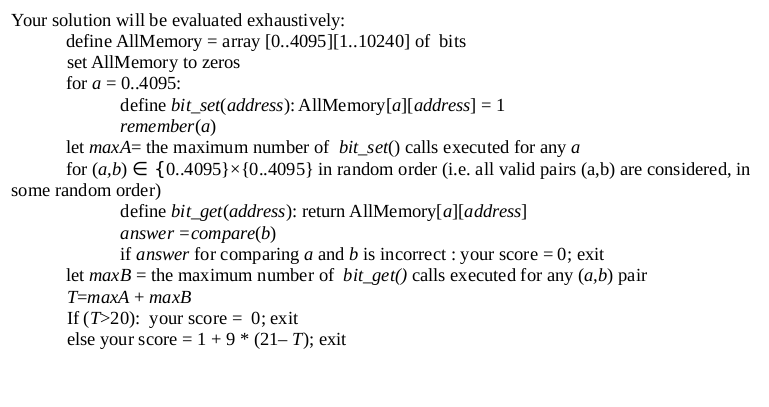 Your solution will be evaluated exhaustively:
define AllMemory = array [0..4095][1..10240] of bits
set AllMemory to zeros
for a = 0..4095:
define bit_set(address): AllMemory[a][address] = 1
remember(a)
let maxA= the maximum number of bit_set() calls executed for any a
for (a,b) ∈ {0..4095}×{0..4095} in random order (i.e. all valid pairs (a,b) are considered, in
some random order)
define bit_get(address): return AllMemory[a][address]
answer =compare(b)
if answer for comparing a and b is incorrect : your score = 0; exit
let maxB = the maximum number of bit_get() calls executed for any (a,b) pair
T=maxA + maxB
If (T>20): your score = 0; exit
else your score = 1 + 9 * (21– T); exit